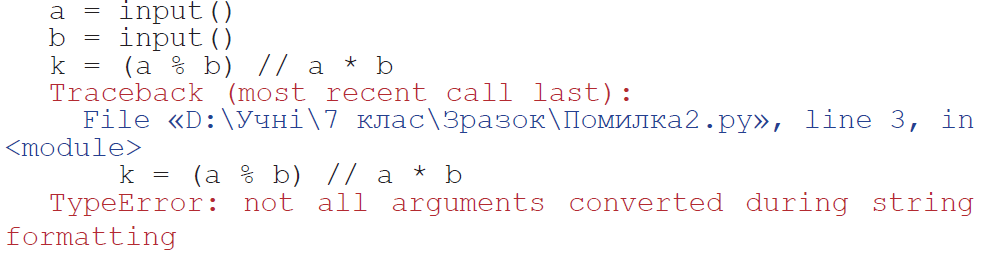 a = input()
b = input()
k = (a % b) // a * b
Traceback (most recent call last):
File «D:\Учні\7 клас\Зразок\Помилка2.py», line 3, in
<module>
k = (a % b) // a * b
TypeError: not all arguments converted during string
formatting